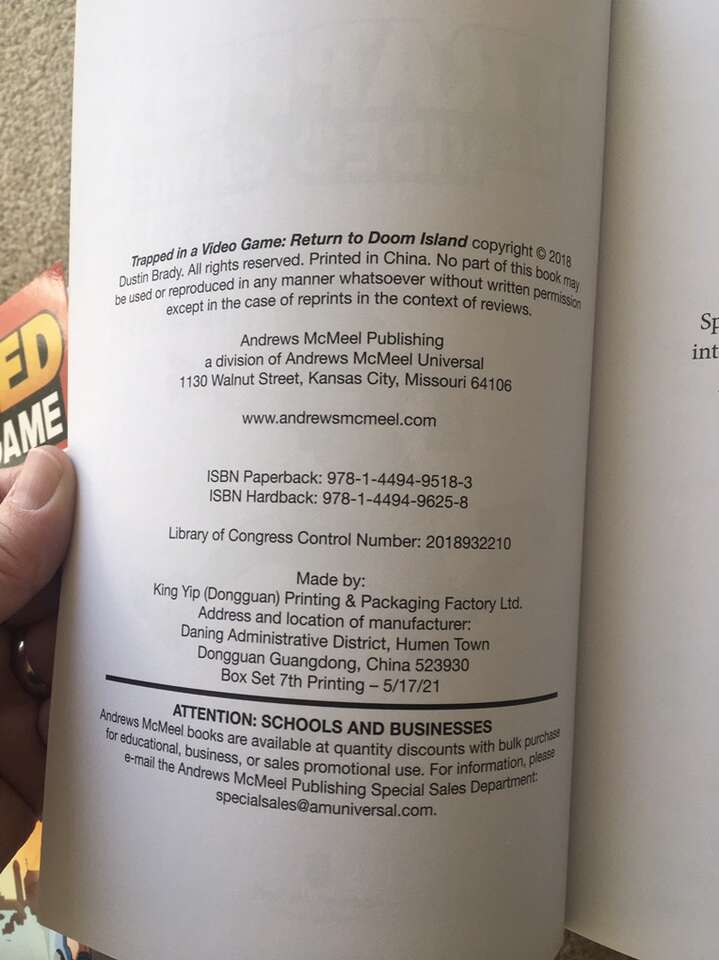 Trapped in a Video Game: Return to Doom Island copyright © 2018
Dustin Brady. All rights reserved. Printed in China. No part of this book may
be used or reproduced in any manner whatsoever without written permission
except in the case of reprints in the context of reviews.
Andrews McMeel Publishing
a division of Andrews McMeel Universal
1130 Walnut Street, Kansas City, Missouri 64106
www.andrewsmcmeel.com
ISBN Paperback: 978-1-4494-9518-3
ISBN Hardback: 978-1-4494-9625-8
Library of Congress Control Number: 2018932210
Made by:
King Yip (Dongguan) Printing & Packaging Factory Ltd.
Address and location of manufacturer:
Daning Administrative District, Humen Town
Dongguan Guangdong, China 523930
Box Set 7th Printing – 5/17/21
ATTENTION: SCHOOLS AND BUSINESSES
Andrews McMeel books are available at quantity discounts with bulk purchase
for educational, business, or sales promotional use. For information, please
e-mail the Andrews McMeel Publishing Special Sales Department:
specialsales@amuniversal.com.
Sp
int
ED
AME